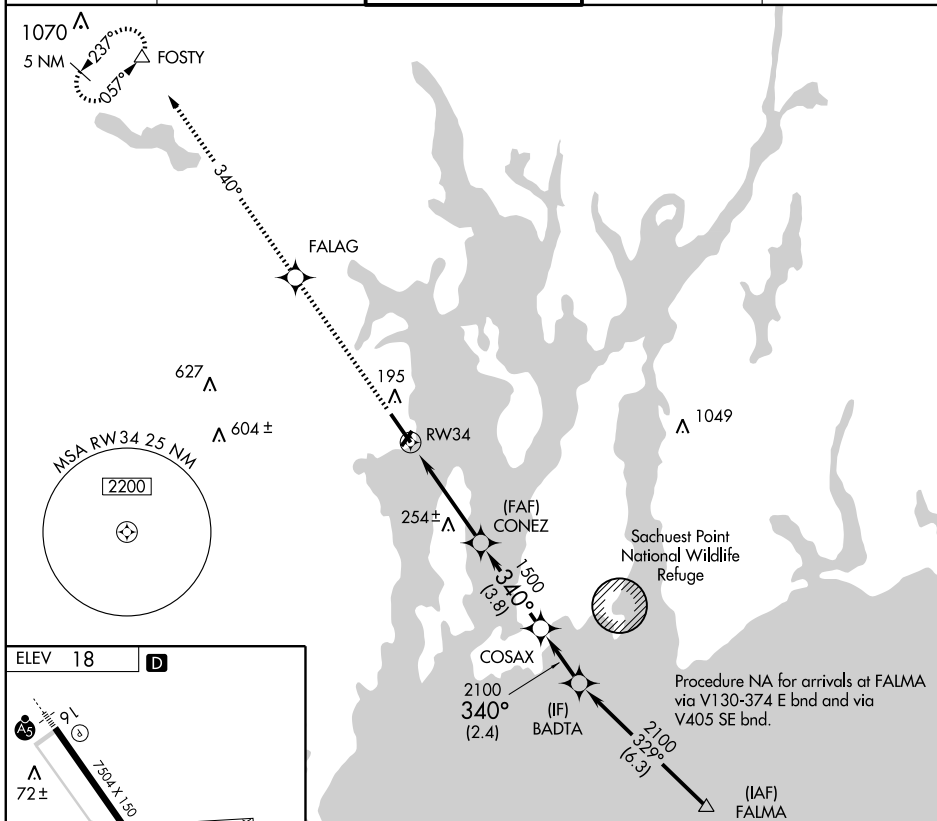 1070
5 NM
237°
057°
FOSTY
340°
FALAG
627
604 ±
195
1049
RW34
MSA RW34 25 NM
2200
254±
(FAF)
CONEZ
Sachuest Point
National Wildlife
Refuge
1500
340°
(3.8)
COSAX
2100
340°
(2.4)
(IF)
BADTA
Procedure NA for arrivals at FALMA
via V130-374 E bnd and via
V405 SE bnd.
2100
329°
(6.3)
(IAF)
FALMA
ELEV 18
D
A5
16
P
7504 X 150
72±